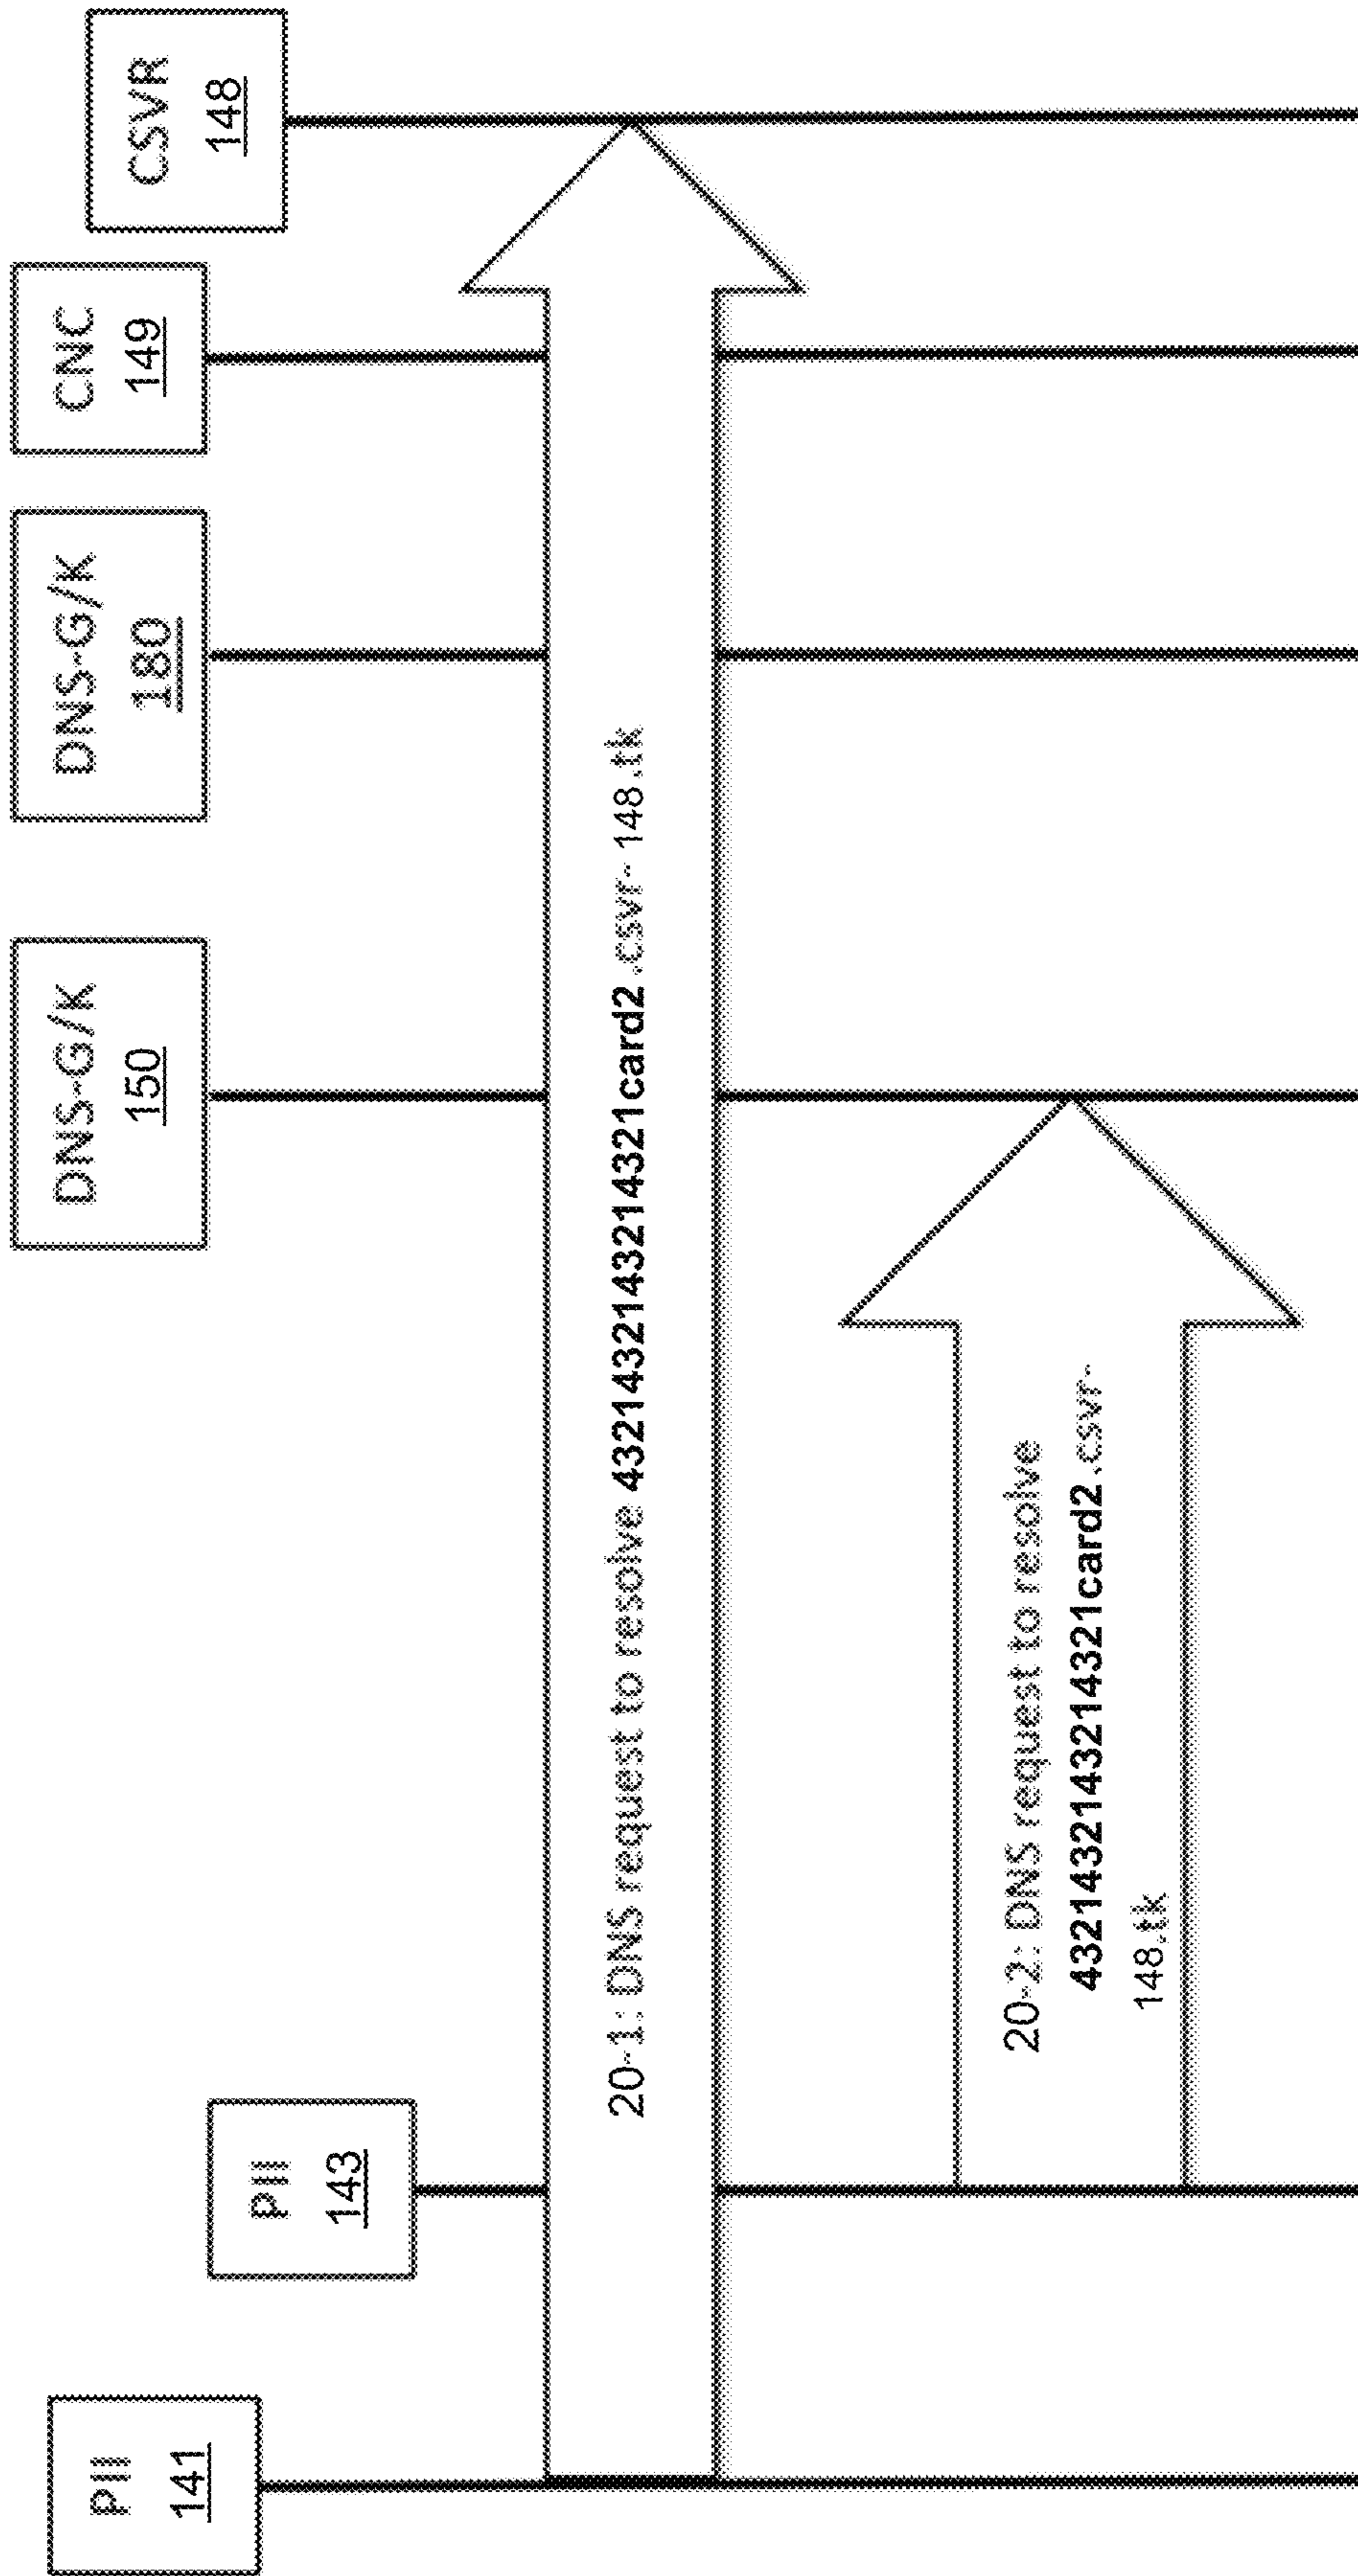 PII
141
PII
143
DNS-G/K
150
DNS-G/K
180
CNC
149
CSVR
148
20-1: DNS request to resolve 4321432143214321card2.csvr-148.tk
20-2: DNS request to resolve
4321432143214321card2.csvr-
148.tk